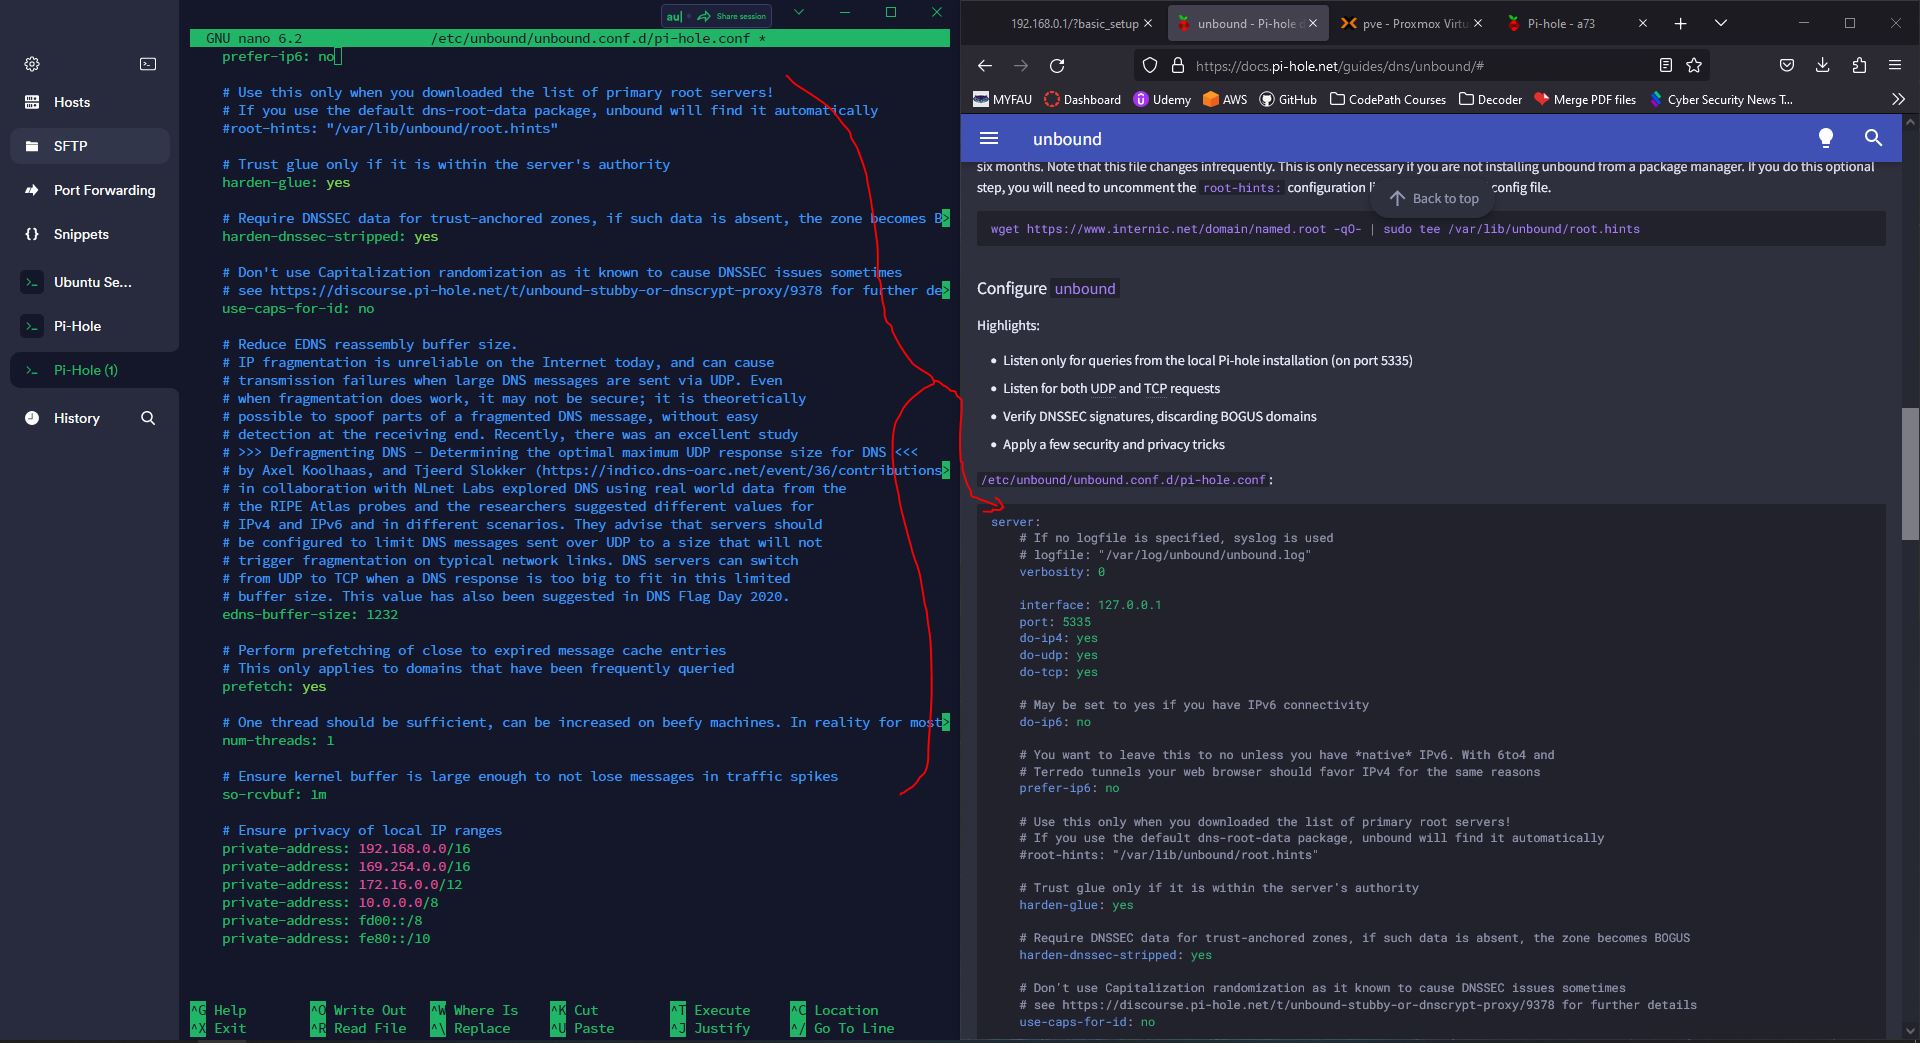 aul
Share session
Hosts
SFTP
Port Forwarding
{} Snippets
Ubuntu Se...
Pi-Hole
Pi-Hole (1)
History
GNU nano 6.2 /etc/unbound/unbound.conf.d/pi-hole.conf *
prefer-ip6: no
# Use this only when you downloaded the list of primary root servers!
# If you use the default dns-root-data package, unbound will find it automatically
#root-hints: "/var/lib/unbound/root.hints"
# Trust glue only if it is within the server's authority
harden-glue: yes
# Require DNSSEC data for trust-anchored zones, if such data is absent, the zone becomes B>
harden-dnssec-stripped: yes
# Don't use Capitalization randomization as it known to cause DNSSEC issues sometimes
# see https://discourse.pi-hole.net/t/unbound-stubby-or-dnscrypt-proxy/9378 for further de>
use-caps-for-id: no
# Reduce EDNS reassembly buffer size.
# IP fragmentation is unreliable on the Internet today, and can cause
# transmission failures when large DNS messages are sent via UDP. Even
# when fragmentation does work, it may not be secure; it is theoretically
# possible to spoof parts of a fragmented DNS message, without easy
# detection at the receiving end. Recently, there was an excellent study
# >>> Defragmenting DNS - Determining the optimal maximum UDP response size for DNS <<<
# by Axel Koolhaas, and Tjeerd Slokker (https://indico.dns-oarc.net/event/36/contributions>
# in collaboration with NLnet Labs explored DNS using real world data from the
# the RIPE Atlas probes and the researchers suggested different values for
# IPv4 and IPv6 and in different scenarios. They advise that servers should
# be configured to limit DNS messages sent over UDP to a size that will not
# trigger fragmentation on typical network links. DNS servers can switch
# from UDP to TCP when a DNS response is too big to fit in this limited
# buffer size. This value has also been suggested in DNS Flag Day 2020.
edns-buffer-size: 1232
# Perform prefetching of close to expired message cache entries
# This only applies to domains that have been frequently queried
prefetch: yes
# One thread should be sufficient, can be increased on beefy machines. In reality for most>
num-threads: 1
# Ensure kernel buffer is large enough to not lose messages in traffic spikes
so-rcvbuf: 1m
# Ensure privacy of local IP ranges
private-address: 192.168.0.0/16
private-address: 169.254.0.0/16
private-address: 172.16.0.0/12
private-address: 10.0.0.0/8
private-address: fd00::/8
private-address: fe80::/10
^G Help ^O Write Out ^W Where Is ^K Cut ^T Execute ^C Location
^X Exit ^R Read File ^\ Replace ^U Paste ^J Justify ^/ Go To Line
192.168.0.1/?basic_setup
unbound - Pi-hole d
pve - Proxmox Virtu
Pi-hole - a73
https://docs.pi-hole.net/guides/dns/unbound/#
MYFAU Dashboard Udemy AWS GitHub CodePath Courses Decoder Merge PDF files Cyber Security News T...
unbound
six months. Note that this file changes infrequently. This is only necessary if you are not installing unbound from a package manager. If you do this optional
step, you will need to uncomment the root-hints: configuration l config file.
Back to top
wget https://www.internic.net/domain/named.root -qO- | sudo tee /var/lib/unbound/root.hints
Configure unbound
Highlights:
• Listen only for queries from the local Pi-hole installation (on port 5335)
• Listen for both UDP and TCP requests
• Verify DNSSEC signatures, discarding BOGUS domains
• Apply a few security and privacy tricks
/etc/unbound/unbound.conf.d/pi-hole.conf:
server:
# If no logfile is specified, syslog is used
# logfile: "/var/log/unbound/unbound.log"
verbosity: 0
interface: 127.0.0.1
port: 5335
do-ip4: yes
do-udp: yes
do-tcp: yes
# May be set to yes if you have IPv6 connectivity
do-ip6: no
# You want to leave this to no unless you have *native* IPv6. With 6to4 and
# Terredo tunnels your web browser should favor IPv4 for the same reasons
prefer-ip6: no
# Use this only when you downloaded the list of primary root servers!
# If you use the default dns-root-data package, unbound will find it automatically
#root-hints: "/var/lib/unbound/root.hints"
# Trust glue only if it is within the server's authority
harden-glue: yes
# Require DNSSEC data for trust-anchored zones, if such data is absent, the zone becomes BOGUS
harden-dnssec-stripped: yes
# Don't use Capitalization randomization as it known to cause DNSSEC issues sometimes
# see https://discourse.pi-hole.net/t/unbound-stubby-or-dnscrypt-proxy/9378 for further details
use-caps-for-id: no